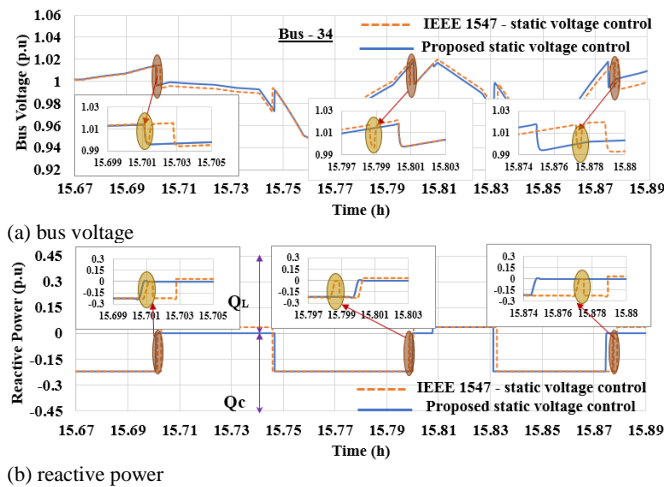 Bus - 34
IEEE 1547 - static voltage control
Proposed static voltage control
Bus Voltage (p.u)
1.06
1.04
1.02
1
0.98
0.96
0.94
0.92
1.03
1.01
0.99
15.699 15.701 15.703 15.705
1.03
1.01
0.99
15.797 15.799 15.801 15.803
1.03
1.01
0.99
15.874 15.876 15.878 15.88
15.67 15.69 15.71 15.73 15.75 15.77 15.79 15.81 15.83 15.85 15.87 15.89
Time (h)
(a) bus voltage
Reactive Power (p.u)
0.45
0.3
0.15
0
-0.15
-0.3
-0.45
0.3
0.15
0
-0.15
-0.3
15.699 15.701 15.703 15.705
QL
0.3
0.15
0
-0.15
-0.3
15.797 15.799 15.801 15.803
0.3
0.15
0
-0.15
-0.3
15.874 15.876 15.878 15.88
QC
IEEE 1547 - static voltage control
Proposed static voltage control
15.67 15.69 15.71 15.73 15.75 15.77 15.79 15.81 15.83 15.85 15.87 15.89
Time (h)
(b) reactive power